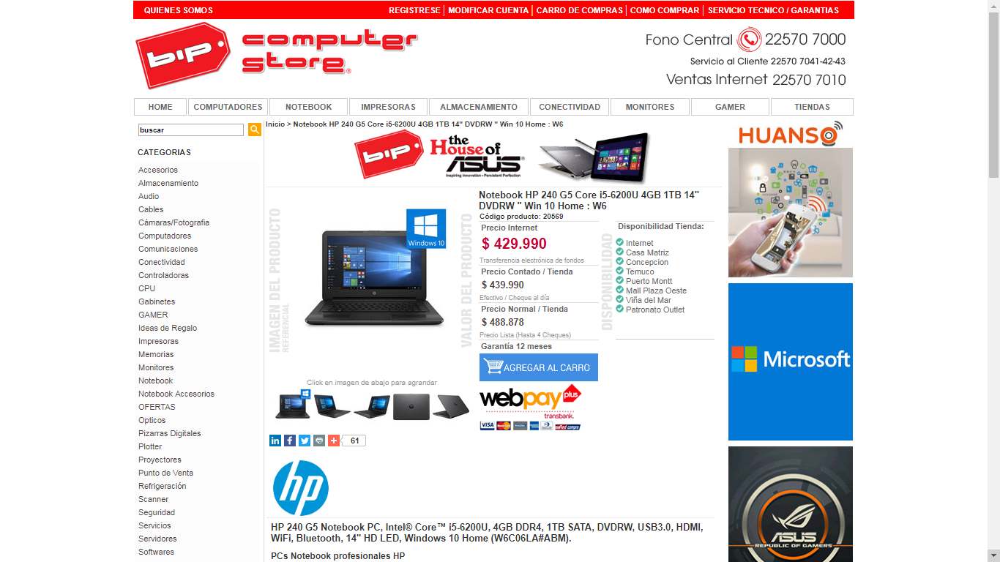 QUIENES SOMOS
REGISTRESE | MODIFICAR CUENTA | CARRO DE COMPRAS | COMO COMPRAR | SERVICIO TECNICO / GARANTIAS
bip computer store®
Fono Central 22570 7000
Servicio al Cliente 22570 7041-42-43
Ventas Internet 22570 7010
HOME
COMPUTADORES
NOTEBOOK
IMPRESORAS
ALMACENAMIENTO
CONECTIVIDAD
MONITORES
GAMER
TIENDAS
buscar
CATEGORIAS
Accesorios
Almacenamiento
Audio
Cables
Cámaras/Fotografia
Computadores
Comunicaciones
Conectividad
Controladoras
CPU
Gabinetes
GAMER
Ideas de Regalo
Impresoras
Memorias
Monitores
Notebook
Notebook Accesorios
OFERTAS
Opticos
Pizarras Digitales
Plotter
Proyectores
Punto de Venta
Refrigeración
Scanner
Seguridad
Servicios
Servidores
Softwares
Inicio > Notebook HP 240 G5 Core i5-6200U 4GB 1TB 14" DVDRW " Win 10 Home : W6
bip the House of ASUS
Inspiring Innovation • Persistent Perfection
IMAGEN DEL PRODUCTO
REFERENCIAL
Windows 10
Click en imagen de abajo para agrandar
61
VALOR DEL PRODUCTO
Notebook HP 240 G5 Core i5-6200U 4GB 1TB 14"
DVDRW " Win 10 Home : W6
Código producto: 20569
Precio Internet
$ 429.990
Transferencia electrónica de fondos
Precio Contado / Tienda
$ 439.990
Efectivo / Cheque al día
Precio Normal / Tienda
$ 488.878
Precio Lista (Hasta 4 Cheques)
Garantía 12 meses
AGREGAR AL CARRO
webpay plus
transbank.
VISA MasterCard
Red compra
DISPONIBILIDAD
Disponibilidad Tienda:
Internet
Casa Matriz
Concepcion
Temuco
Puerto Montt
Mall Plaza Oeste
Viña del Mar
Patronato Outlet
hp
HP 240 G5 Notebook PC, Intel® Core™ i5-6200U, 4GB DDR4, 1TB SATA, DVDRW, USB3.0, HDMI,
WiFi, Bluetooth, 14" HD LED, Windows 10 Home (W6C06LA#ABM).
PCs Notebook profesionales HP
HUANSO
Microsoft
ASUS
REPUBLIC OF GAMERS